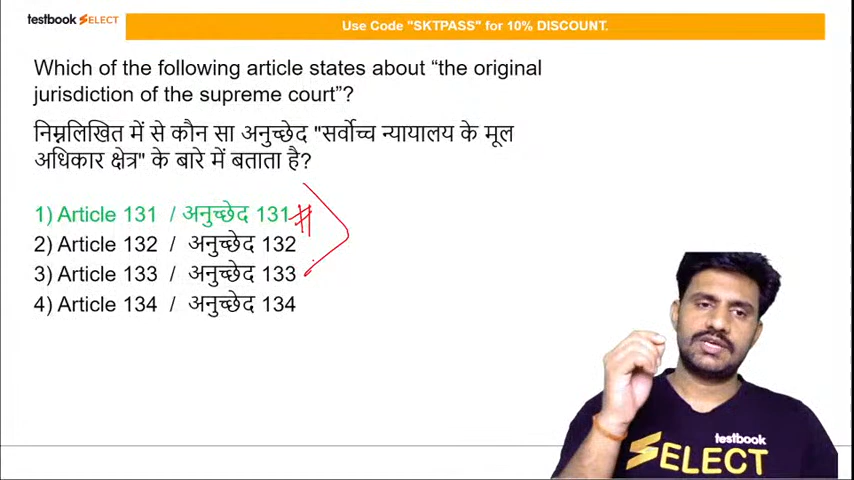 testbook SELECT
Use Code "SKTPASS" for 10% DISCOUNT.
Which of the following article states about “the original
jurisdiction of the supreme court”?
निम्नलिखित में से कौन सा अनुच्छेद "सर्वोच्च न्यायालय के मूल
अधिकार क्षेत्र" के बारे में बताता है?
1) Article 131 / अनुच्छेद 131
2) Article 132 / अनुच्छेद 132
3) Article 133 / अनुच्छेद 133
4) Article 134 / अनुच्छेद 134
testbook
SELECT